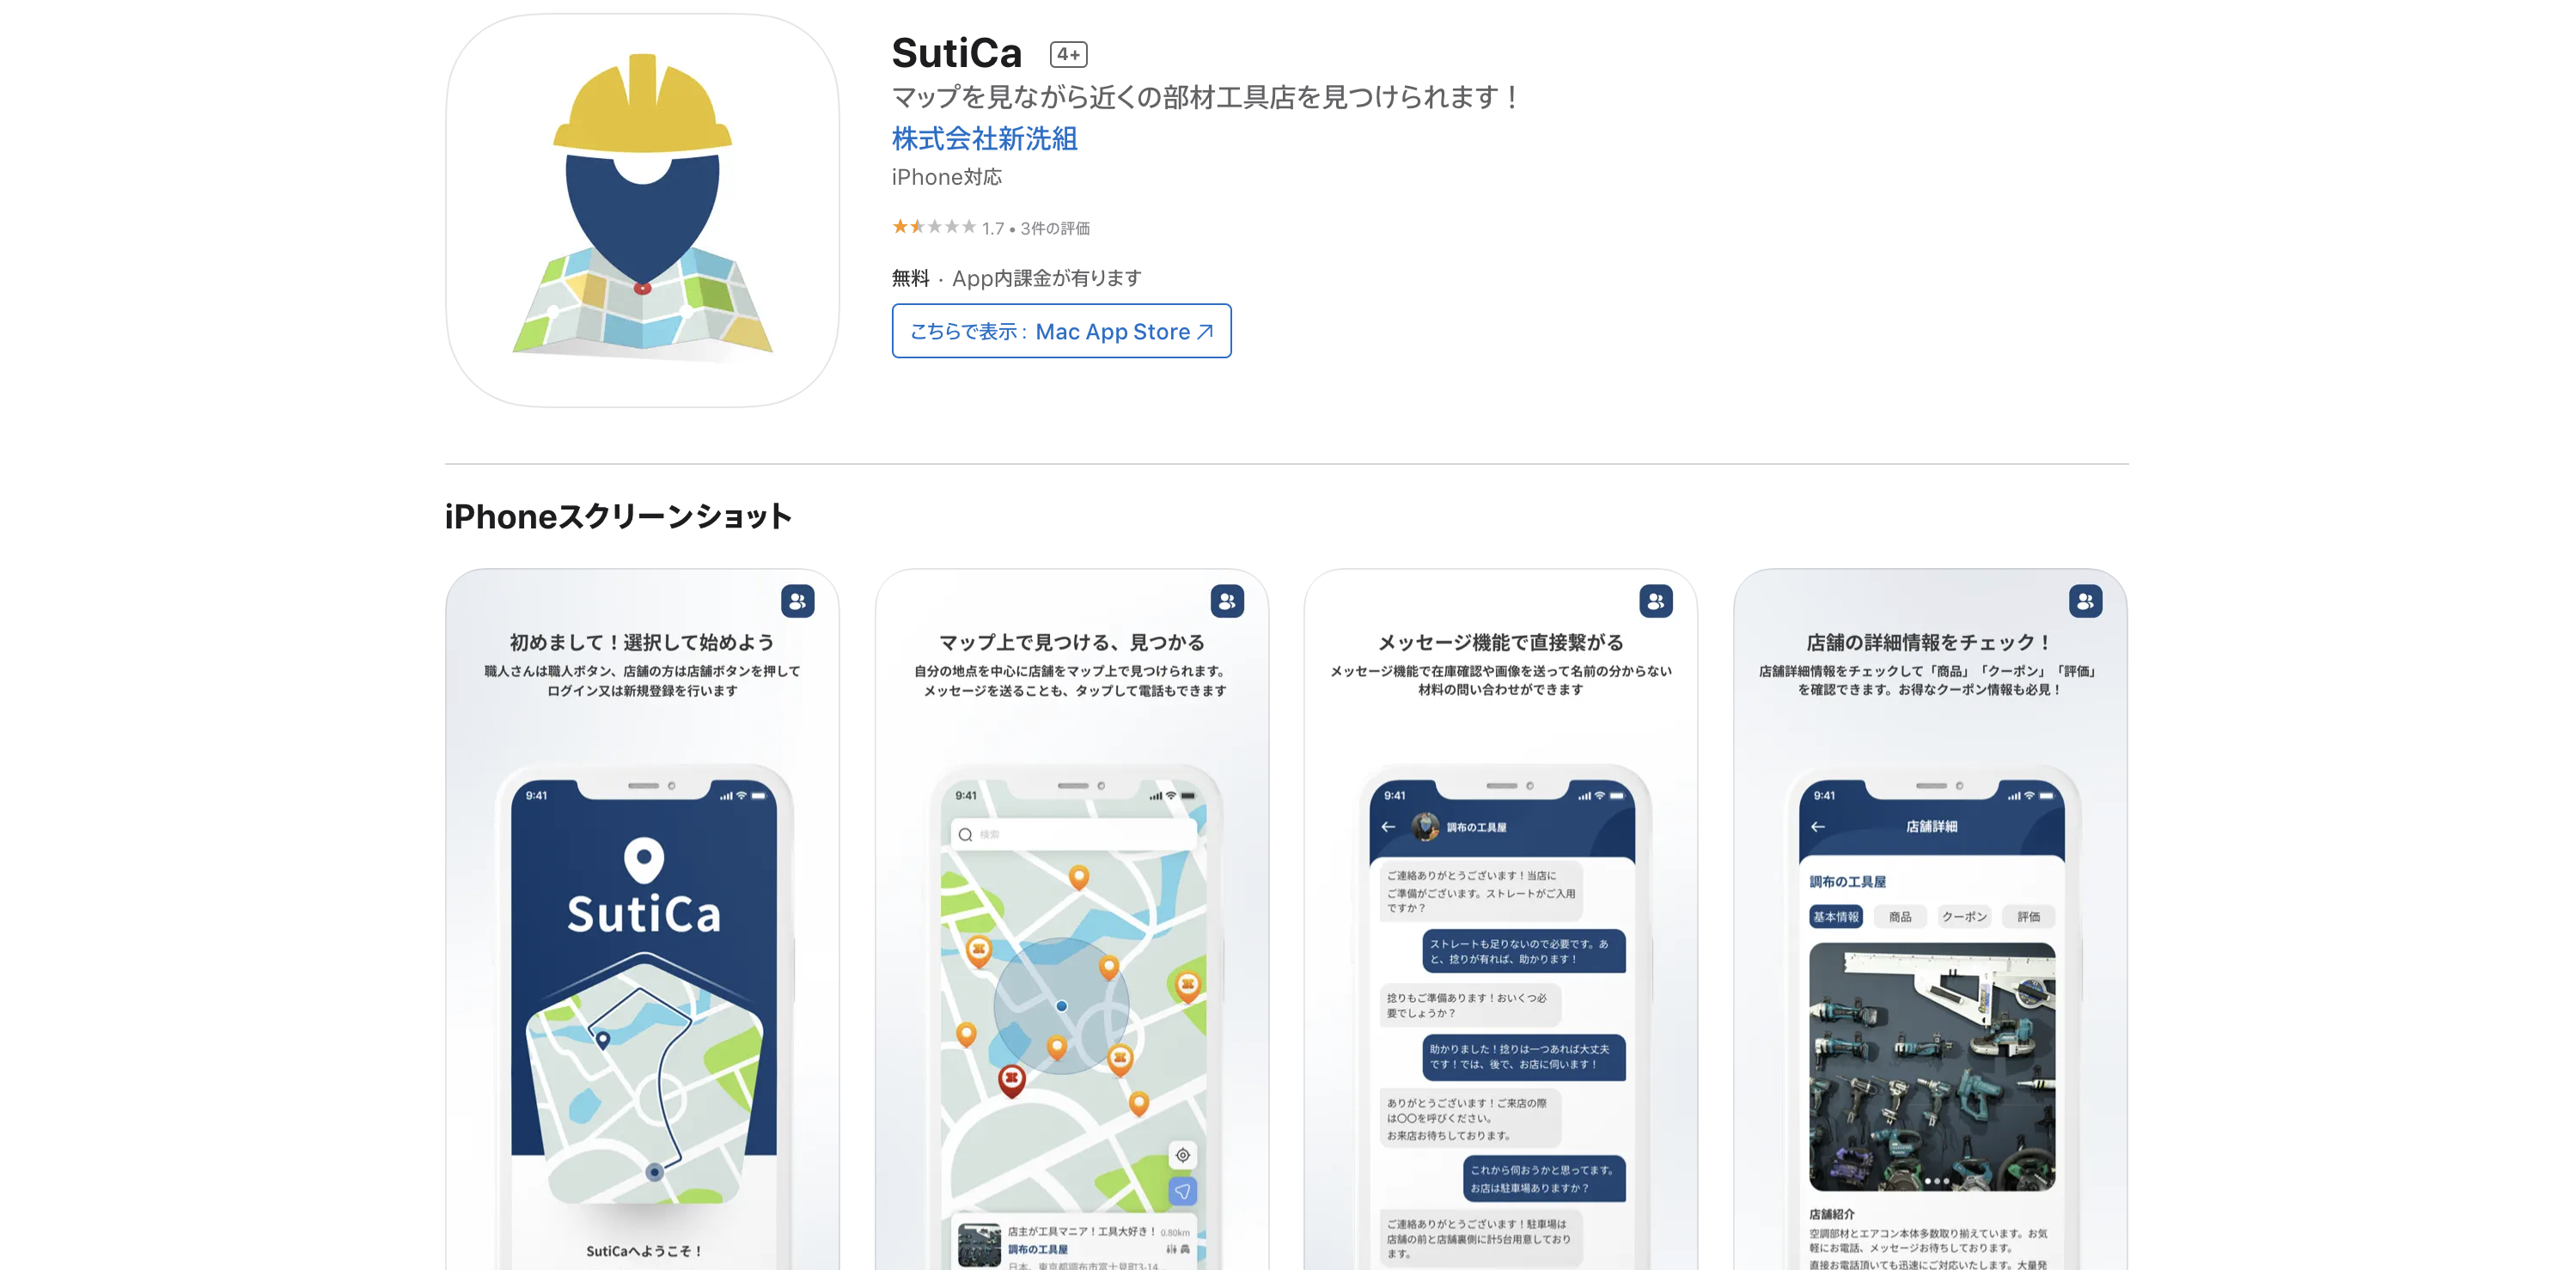 SutiCa 4+
マップを見ながら近くの部材工具店を見つけられます！
株式会社新洗組
iPhone対応
1.7 • 3件の評価
無料 · App内課金が有ります
こちらで表示：Mac App Store
iPhoneスクリーンショット
初めまして！選択して始めよう
職人さんは職人ボタン、店舗の方は店舗ボタンを押して
ログイン又は新規登録を行います
9:41
SutiCa
SutiCaへようこそ！
マップ上で見つける、見つかる
自分の地点を中心に店舗をマップ上で見つけられます。
メッセージを送ることも、タップして電話もできます
9:41
検索
店主が工具マニア！工具大好き！ 0.80km
調布の工具屋
日本、東京都調布市富士見町3-14...
メッセージ機能で直接繋がる
メッセージ機能で在庫確認や画像を送って名前の分からない
材料の問い合わせができます
9:41
調布の工具屋
ご連絡ありがとうございます！当店に
ご準備がございます。ストレートがご入用
ですか？
ストレートも足りないので必要です。あ
と、捻りが有れば、助かります！
捻りもご準備あります！おいくつ必
要でしょうか？
助かりました！捻りは一つあれば大丈夫
です！では、後で、お店に伺います！
ありがとうございます！ご来店の際
は〇〇を呼びください。
お来店お待ちしております。
これから伺おうかと思ってます。
お店は駐車場ありますか？
ご連絡ありがとうございます！駐車場は
店舗の前と店舗裏側に計5台用意しており
ます。
店舗の詳細情報をチェック！
店舗詳細情報をチェックして「商品」「クーポン」「評価」
を確認できます。お得なクーポン情報も必見！
9:41
店舗詳細
調布の工具屋
基本情報 商品 クーポン 評価
店舗紹介
空調部材とエアコン本体多数取り揃えています。お気
軽にお電話、メッセージお待ちしております。
直接お電話頂いても迅速にご対応いたします。大量発